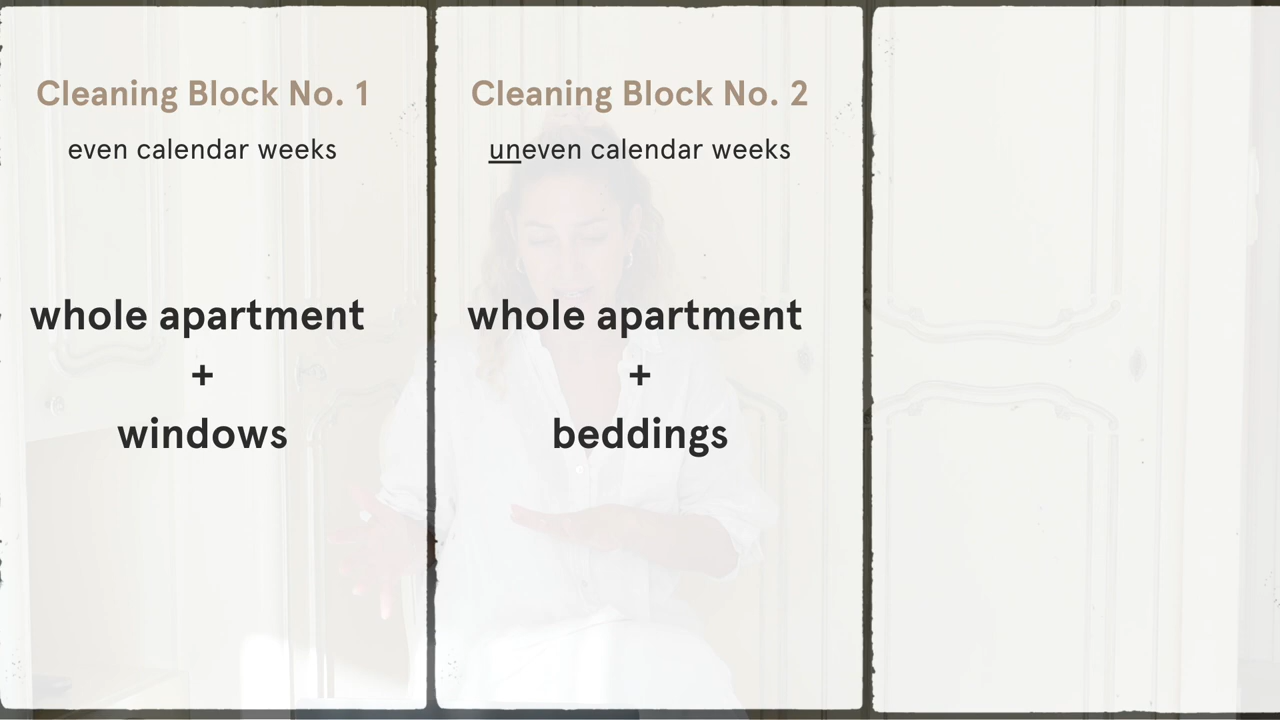 Cleaning Block No. 1
even calendar weeks
whole apartment
+
windows
Cleaning Block No. 2
uneven calendar weeks
whole apartment
+
beddings